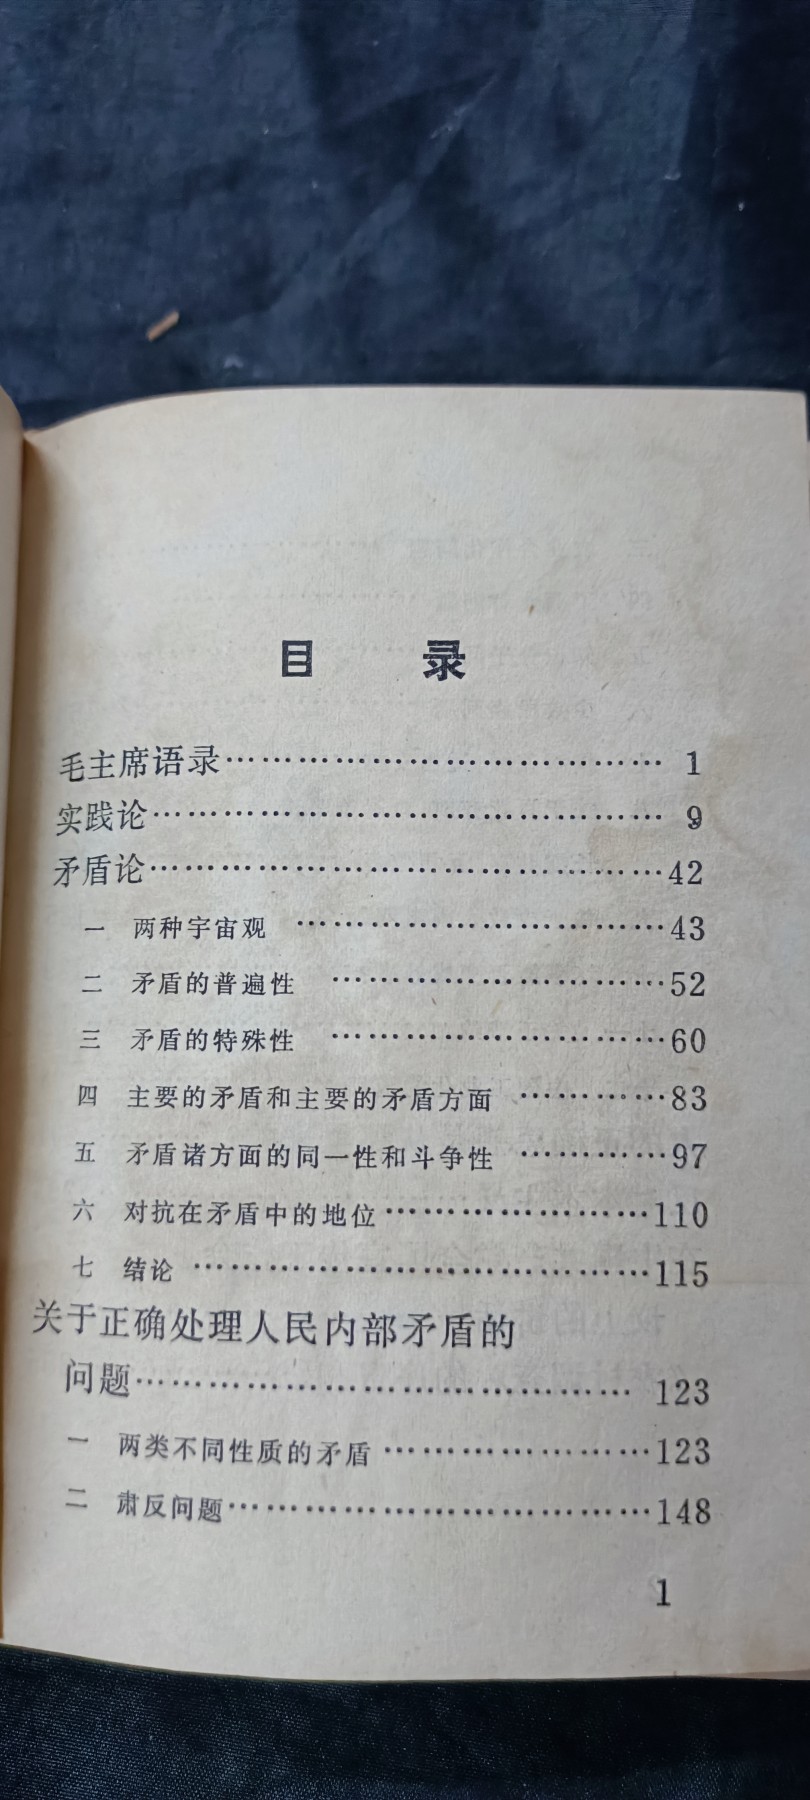 目 录
毛主席语录…………………………………… 1
实践论…………………………………………… 9
矛盾论……………………………………………42
一 两种宇宙观 ………………………………43
二 矛盾的普遍性 ……………………………52
三 矛盾的特殊性 ……………………………60
四 主要的矛盾和主要的矛盾方面 …………83
五 矛盾诸方面的同一性和斗争性 …………97
六 对抗在矛盾中的地位……………………110
七 结论 ……………………………………115
关于正确处理人民内部矛盾的
问题……………………………………… 123
一 两类不同性质的矛盾……………………123
二 肃反问题…………………………………148
1